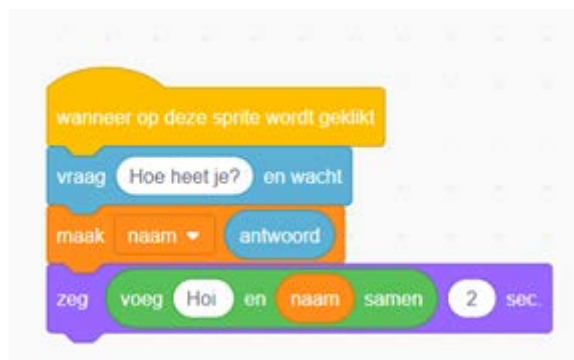 wanneer op deze sprite wordt geklikt
vraag Hoe heet je? en wacht
maak naam antwoord
zeg voeg Hoi en naam samen 2 sec.